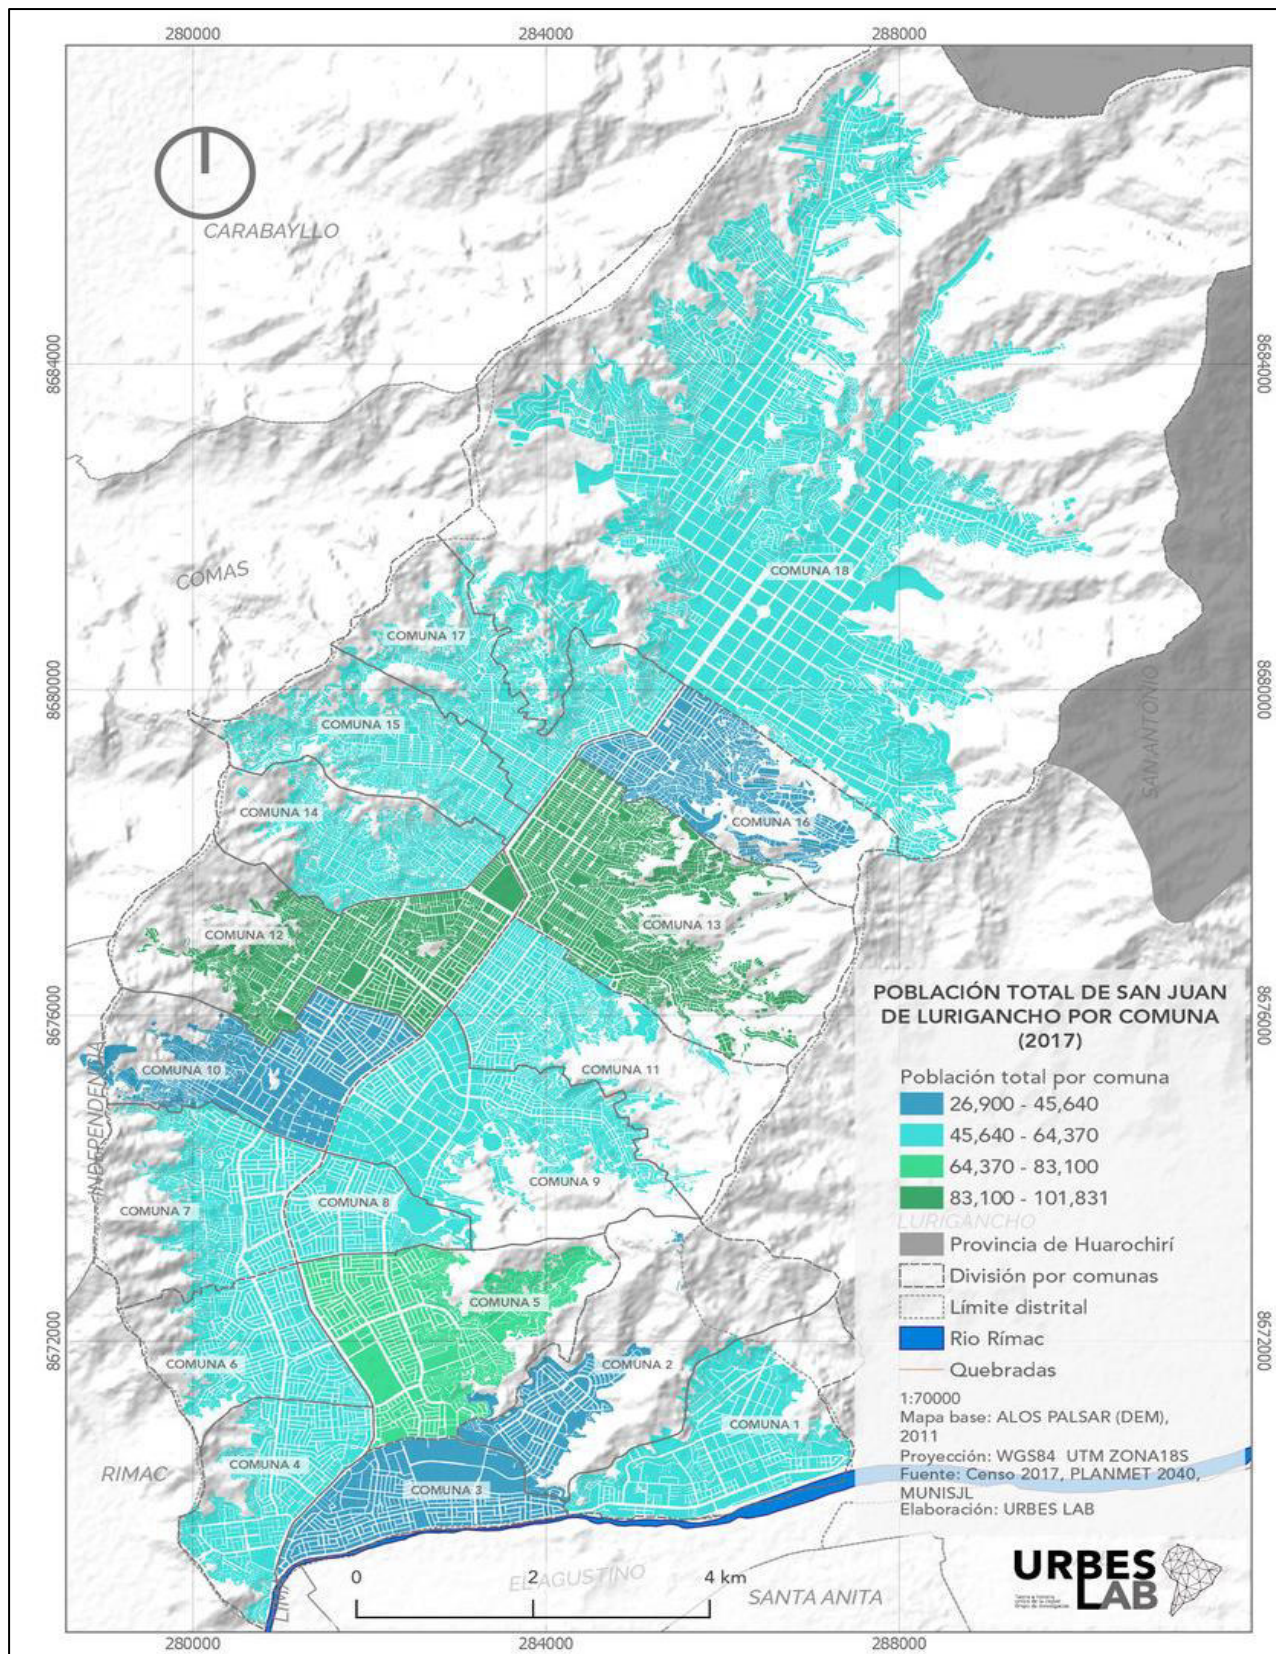 280000
284000
288000
CARABAYLLO
8684000
8684000
COMAS
COMUNA 18
COMUNA 17
8680000
8680000
COMUNA 15
SAN ANTONIO
COMUNA 14
COMUNA 16
COMUNA 12
COMUNA 13
8676000
8676000
COMUNA 10
COMUNA 11
INDEPENDENCIA
COMUNA 9
COMUNA 8
COMUNA 7
COMUNA 5
8672000
8672000
COMUNA 6
COMUNA 2
COMUNA 1
RIMAC
COMUNA 4
COMUNA 3
POBLACIÓN TOTAL DE SAN JUAN
DE LURIGANCHO POR COMUNA
(2017)
Población total por comuna
26,900 - 45,640
45,640 - 64,370
64,370 - 83,100
83,100 - 101,831
LURIGANCHO
Provincia de Huarochirí
División por comunas
Límite distrital
Rio Rímac
Quebradas
1:70000
Mapa base: ALOS PALSAR (DEM),
2011
Proyección: WGS84 UTM ZONA18S
Fuente: Censo 2017, PLANMET 2040,
MUNISJL
Elaboración: URBES LAB
0 2 4 km
EL AGUSTINO
SANTA ANITA
URBES
LAB
280000
284000
288000